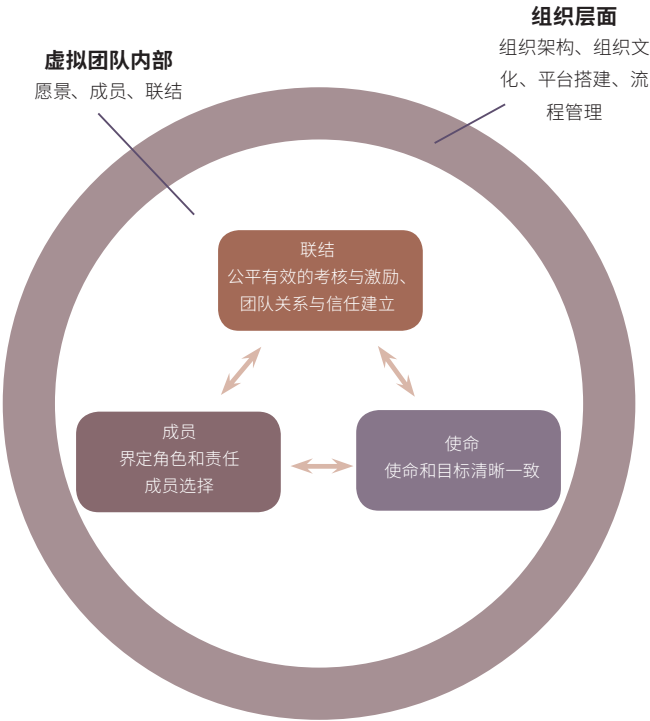 组织层面
组织架构、组织文
化、平台搭建、流
程管理
虚拟团队内部
愿景、成员、联结
联结
公平有效的考核与激励、
团队关系与信任建立
成员
界定角色和责任
成员选择
使命
使命和目标清晰一致